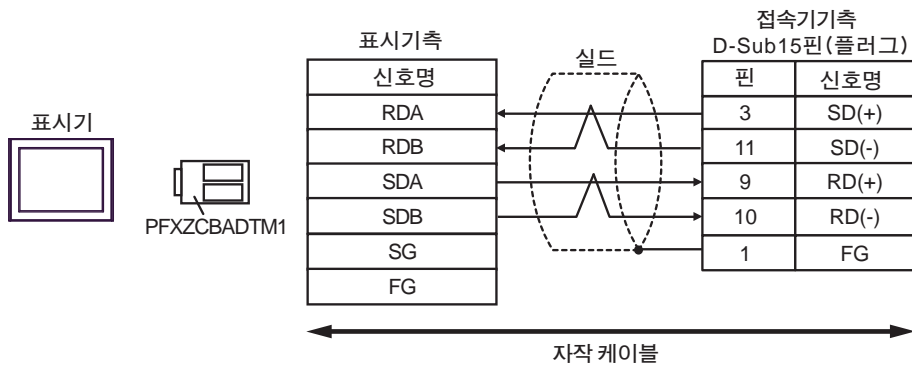 접속기기측
표시기측
D-Sub15핀(플러그)
실드
신호명
핀 신호명
RDA 3 SD(+)
표시기
RDB 11 SD(-)
SDA 9 RD(+)
SDB 10 RD(-)
PFXZCBADTM1
SG 1 FG
FG
자작 케이블